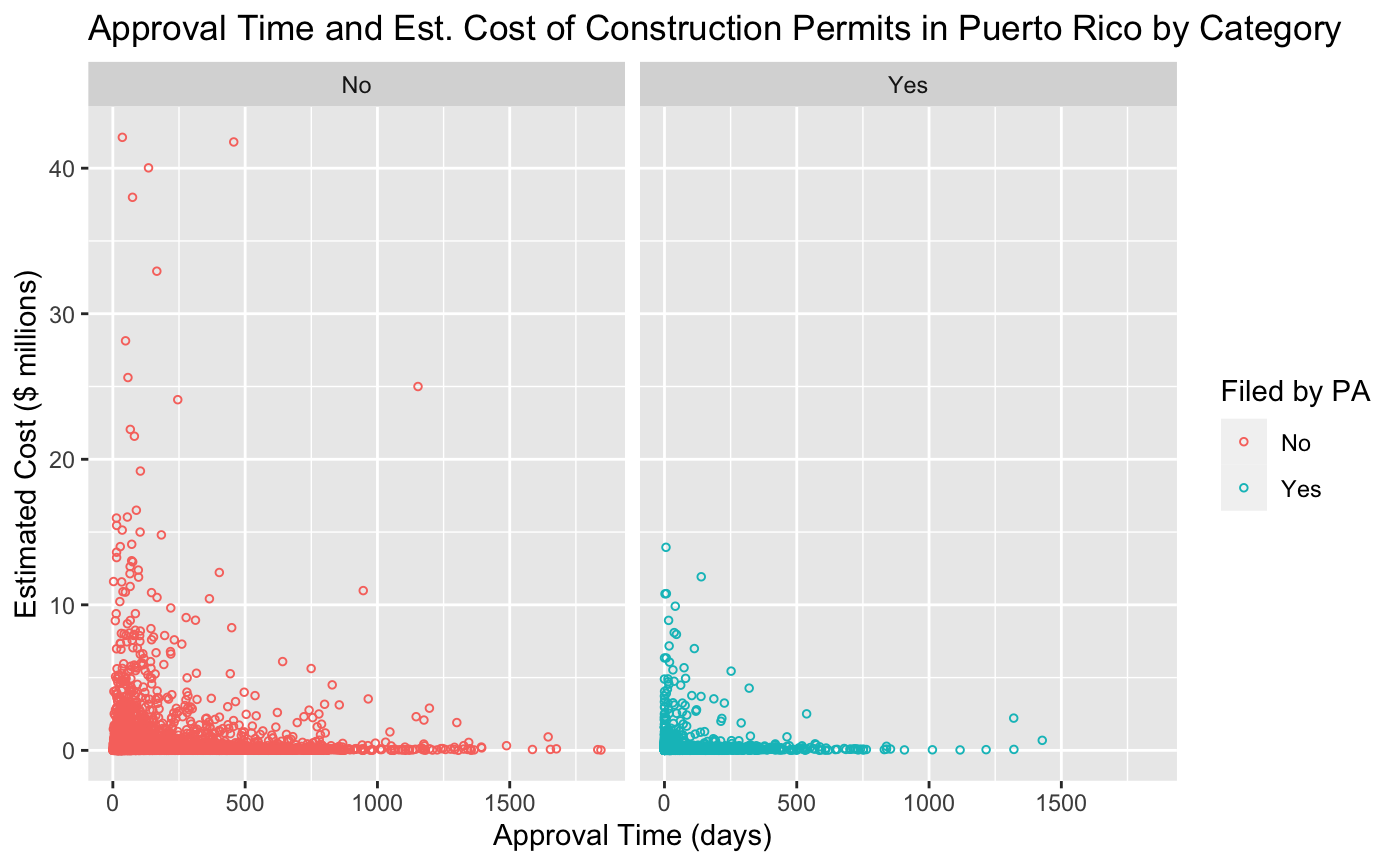 Approval Time and Est. Cost of Construction Permits in Puerto Rico by Category
No
Yes
Estimated Cost ($ millions)
40
30
20
10
0
0 500 1000 1500
0 500 1000 1500
Approval Time (days)
Filed by PA
No
Yes